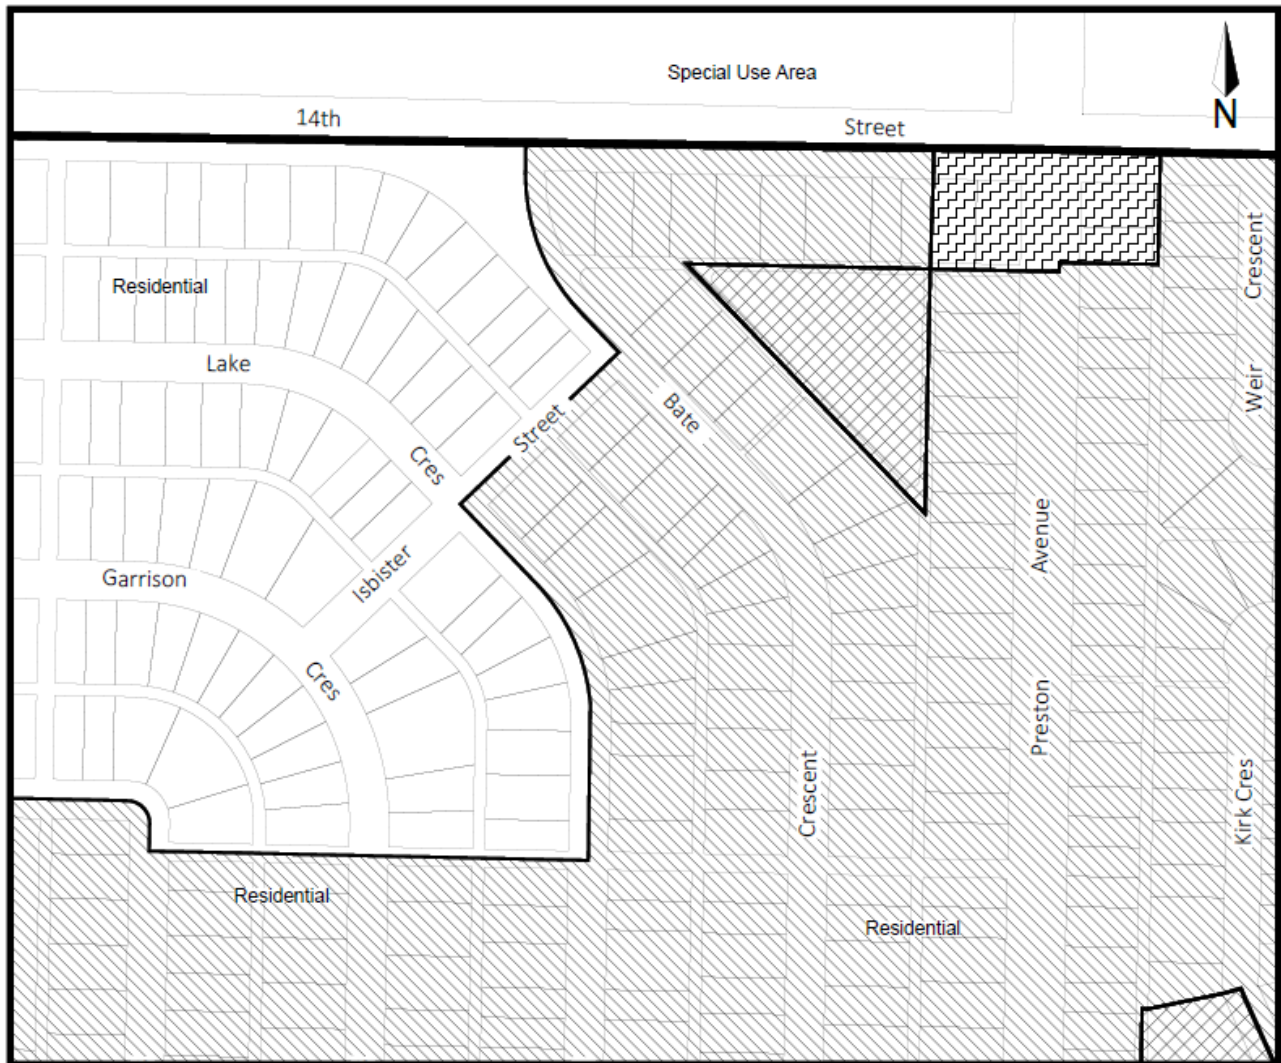 Special Use Area
N
14th
Street
Crescent
Residential
Lake
Weir
Bate
Street
Cres
Avenue
Isbister
Garrison
Cres
Preston
Crescent
Kirk Cres
Residential
Residential